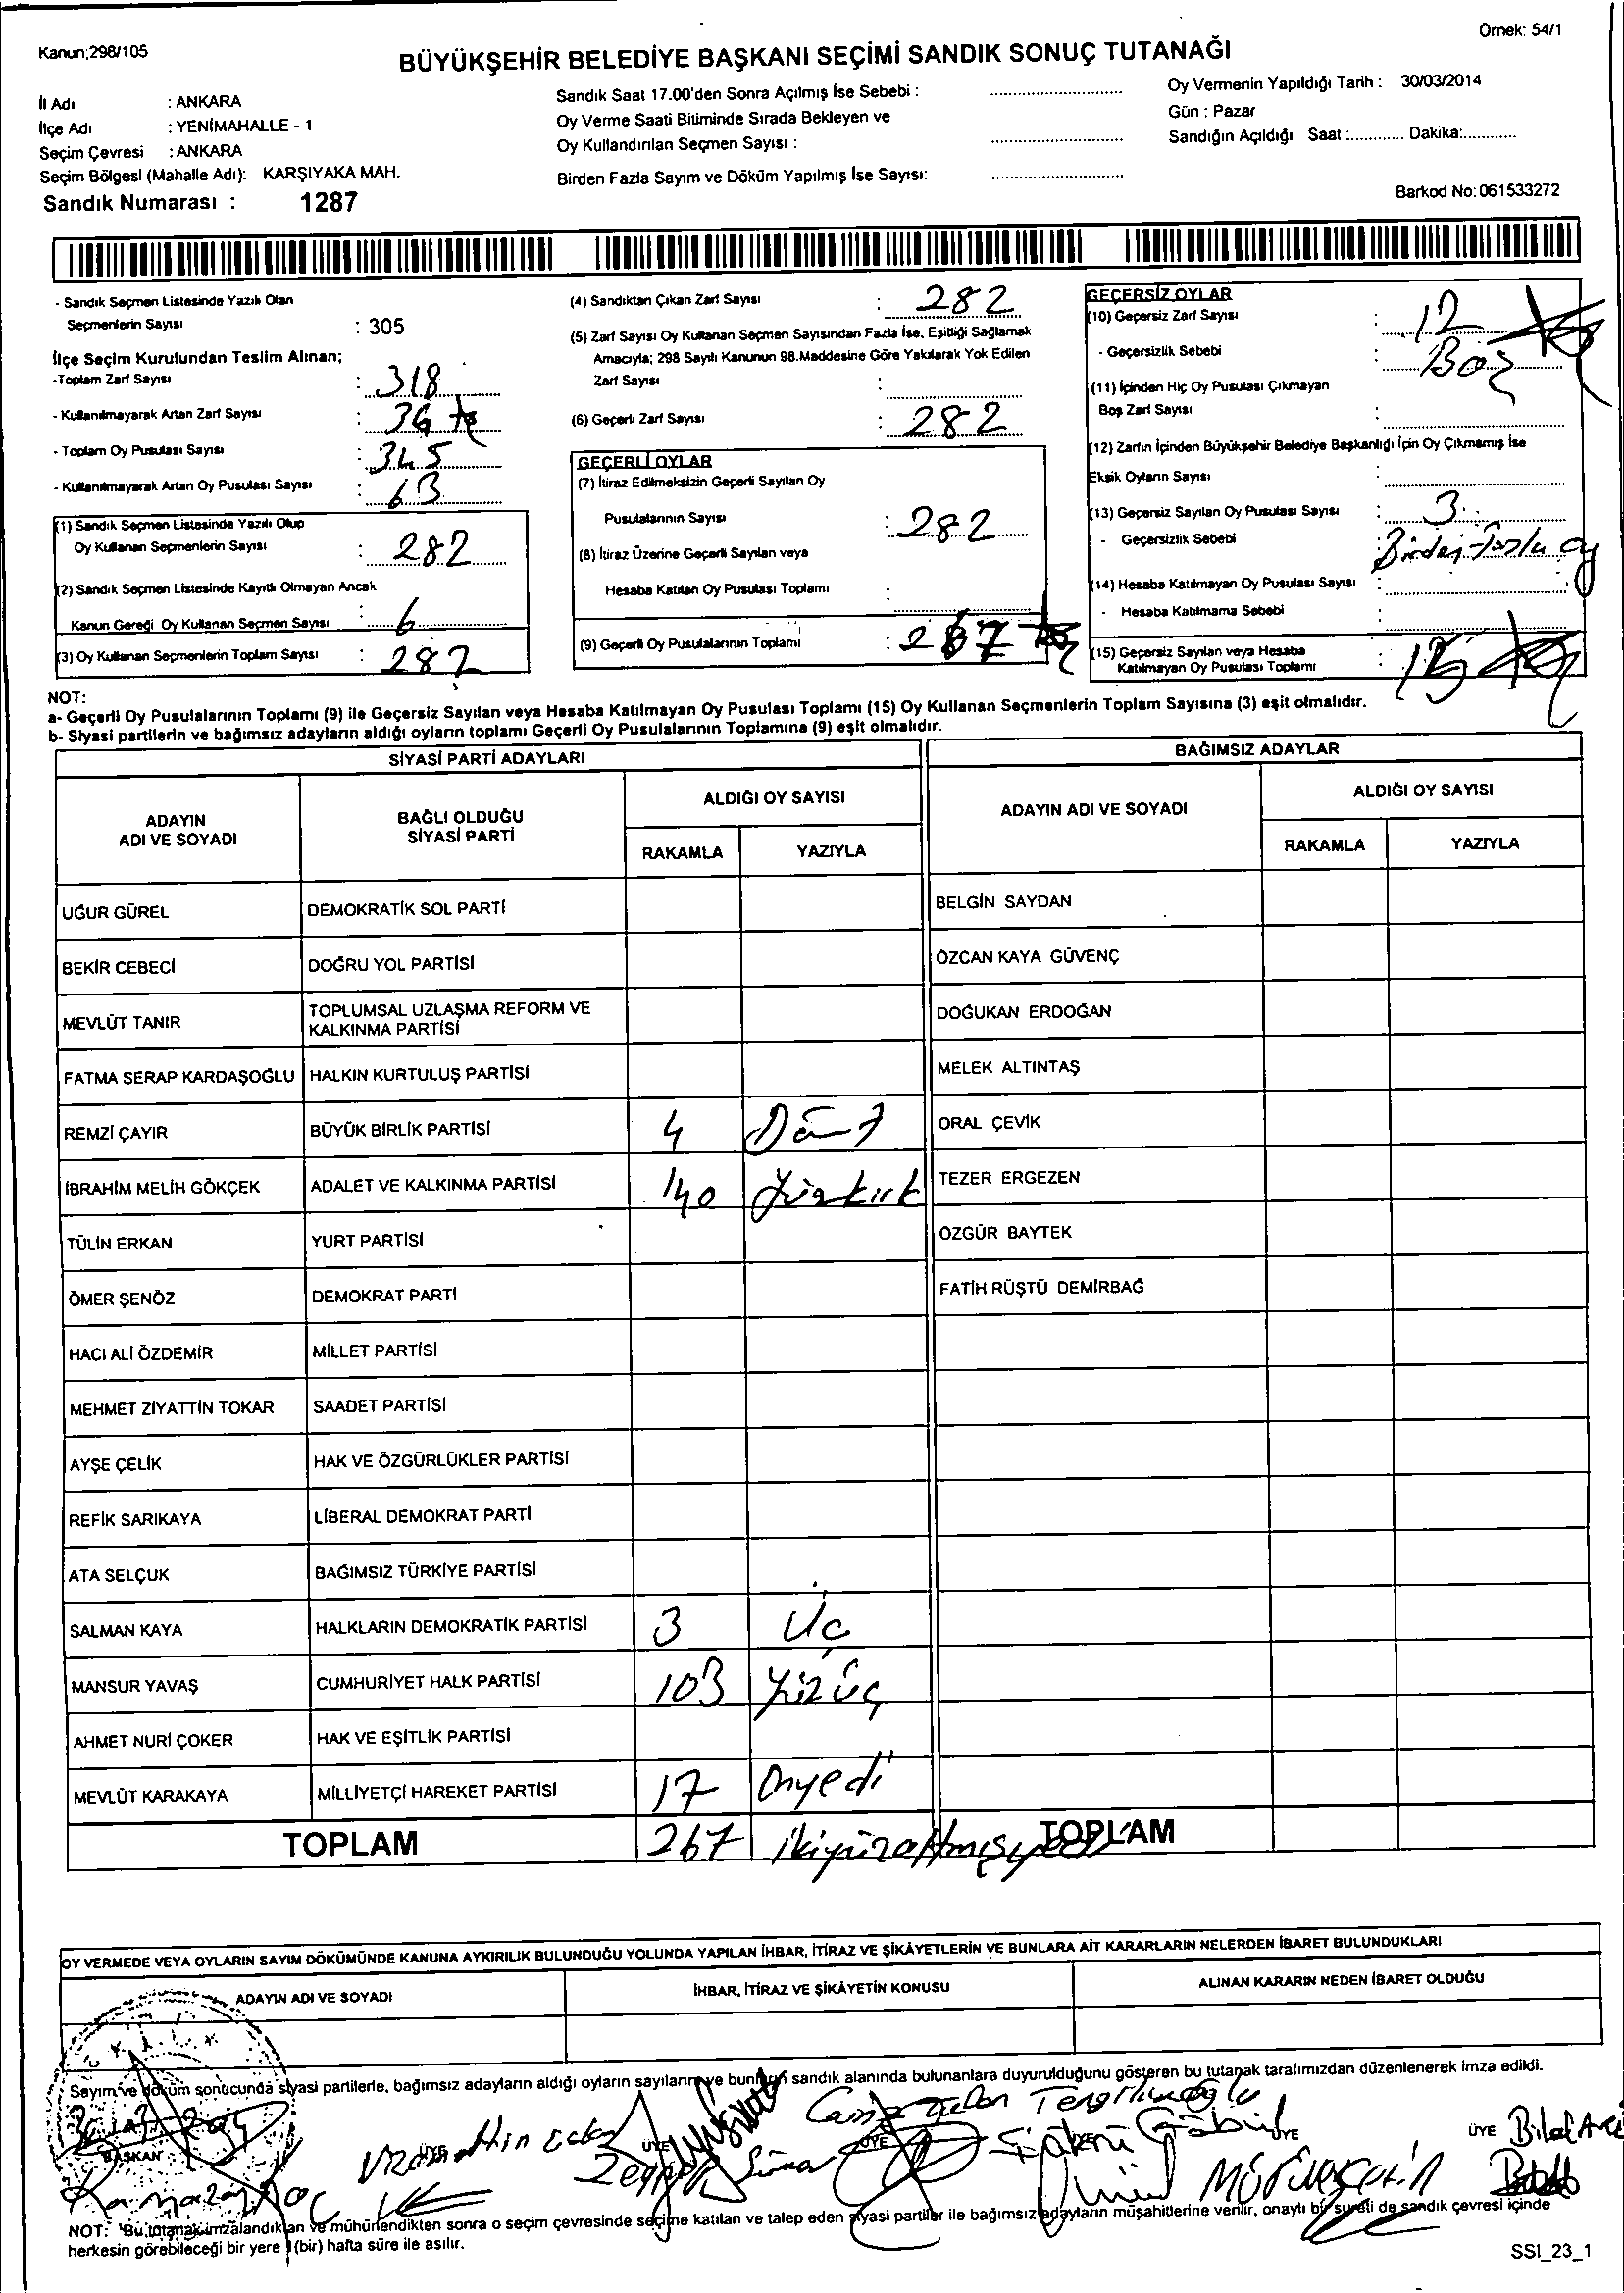 Kanun;298/105
Örnek: 54/1
BÜYÜKŞEHİR BELEDİYE BAŞKANI SEÇİMİ SANDIK SONUÇ TUTANAĞI
İl Adı : ANKARA
İlçe Adı : YENİMAHALLE - 1
Seçim Çevresi : ANKARA
Seçim Bölgesi (Mahalle Adı): KARŞIYAKA MAH.
Sandık Numarası : 1287
Sandık Saat 17.00'den Sonra Açılmış İse Sebebi : ........................
Oy Verme Saati Bitiminde Sırada Bekleyen ve
Oy Kullandırılan Seçmen Sayısı : ........................
Birden Fazla Sayım ve Döküm Yapılmış İse Sayısı: ........................
Oy Vermenin Yapıldığı Tarih : 30/03/2014
Gün : Pazar
Sandığın Açıldığı Saat :............ Dakika:............
Barkod No: 061533272
- Sandık Seçmen Listesinde Yazılı Olan
Seçmenlerin Sayısı : 305
İlçe Seçim Kurulundan Teslim Alınan;
-Toplam Zarf Sayısı : 318
- Kullanılmayarak Artan Zarf Sayısı : 36
- Toplam Oy Pusulası Sayısı : 345
- Kullanılmayarak Artan Oy Pusulası Sayısı : 63
(1) Sandık Seçmen Listesinde Yazılı Olup
Oy Kullanan Seçmenlerin Sayısı : 282
(2) Sandık Seçmen Listesinde Kayıtlı Olmayan Ancak
Kanun Gereği Oy Kullanan Seçmen Sayısı : 6
(3) Oy Kullanan Seçmenlerin Toplam Sayısı : 282
(4) Sandıktan Çıkan Zarf Sayısı : 282
(5) Zarf Sayısı Oy Kullanan Seçmen Sayısından Fazla İse, Eşitliği Sağlamak
Amacıyla; 298 Sayılı Kanunun 98.Maddesine Göre Yakılarak Yok Edilen
Zarf Sayısı :
(6) Geçerli Zarf Sayısı : 282
GEÇERLİ OYLAR
(7) İtiraz Edilmeksizin Geçerli Sayılan Oy
Pusulalarının Sayısı : 282
(8) İtiraz Üzerine Geçerli Sayılan veya
Hesaba Katılan Oy Pusulası Toplamı :
(9) Geçerli Oy Pusulalarının Toplamı : 267
GEÇERSİZ OYLAR
(10) Geçersiz Zarf Sayısı : 12
- Geçersizlik Sebebi : Boş
(11) İçinden Hiç Oy Pusulası Çıkmayan
Boş Zarf Sayısı :
(12) Zarfın İçinden Büyükşehir Belediye Başkanlığı İçin Oy Çıkmamış İse
Eksik Oyların Sayısı :
(13) Geçersiz Sayılan Oy Pusulası Sayısı : 3
- Geçersizlik Sebebi : Birden fazla oy
(14) Hesaba Katılmayan Oy Pusulası Sayısı :
- Hesaba Katılmama Sebebi :
(15) Geçersiz Sayılan veya Hesaba
Katılmayan Oy Pusulası Toplamı : 15
NOT:
a- Geçerli Oy Pusulalarının Toplamı (9) ile Geçersiz Sayılan veya Hesaba Katılmayan Oy Pusulası Toplamı (15) Oy Kullanan Seçmenlerin Toplam Sayısına (3) eşit olmalıdır.
b- Siyasi partilerin ve bağımsız adayların aldığı oyların toplamı Geçerli Oy Pusulalarının Toplamına (9) eşit olmalıdır.
SİYASİ PARTİ ADAYLARI
ADAYIN
ADI VE SOYADI
BAĞLI OLDUĞU
SİYASİ PARTİ
ALDIĞI OY SAYISI
RAKAMLA YAZIYLA
UĞUR GÜREL DEMOKRATİK SOL PARTİ
BEKİR CEBECİ DOĞRU YOL PARTİSİ
MEVLÜT TANIR TOPLUMSAL UZLAŞMA REFORM VE
KALKINMA PARTİSİ
FATMA SERAP KARDAŞOĞLU HALKIN KURTULUŞ PARTİSİ
REMZİ ÇAYIR BÜYÜK BİRLİK PARTİSİ 4 Dört
İBRAHİM MELİH GÖKÇEK ADALET VE KALKINMA PARTİSİ 140 Yüzkırk
TÜLİN ERKAN YURT PARTİSİ
ÖMER ŞENÖZ DEMOKRAT PARTİ
HACI ALİ ÖZDEMİR MİLLET PARTİSİ
MEHMET ZİYATTİN TOKAR SAADET PARTİSİ
AYŞE ÇELİK HAK VE ÖZGÜRLÜKLER PARTİSİ
REFİK SARIKAYA LİBERAL DEMOKRAT PARTİ
ATA SELÇUK BAĞIMSIZ TÜRKİYE PARTİSİ
SALMAN KAYA HALKLARIN DEMOKRATİK PARTİSİ 3 Üç
MANSUR YAVAŞ CUMHURİYET HALK PARTİSİ 103 Yüzüç
AHMET NURİ ÇOKER HAK VE EŞİTLİK PARTİSİ
MEVLÜT KARAKAYA MİLLİYETÇİ HAREKET PARTİSİ 17 Onyedi
TOPLAM 267 ikiyüzaltmışyedi
BAĞIMSIZ ADAYLAR
ADAYIN ADI VE SOYADI
ALDIĞI OY SAYISI
RAKAMLA YAZIYLA
BELGİN SAYDAN
ÖZCAN KAYA GÜVENÇ
DOĞUKAN ERDOĞAN
MELEK ALTINTAŞ
ORAL ÇEVİK
TEZER ERGEZEN
ÖZGÜR BAYTEK
FATİH RÜŞTÜ DEMİRBAĞ
TOPLAM
OY VERMEDE VEYA OYLARIN SAYIM DÖKÜMÜNDE KANUNA AYKIRILIK BULUNDUĞU YOLUNDA YAPILAN İHBAR, İTİRAZ VE ŞİKÂYETLERİN VE BUNLARA AİT KARARLARIN NELERDEN İBARET BULUNDUKLARI
ADAYIN ADI VE SOYADI İHBAR, İTİRAZ VE ŞİKÂYETİN KONUSU ALINAN KARARIN NEDEN İBARET OLDUĞU
Sayım ve döküm sonucunda siyasi partilerle, bağımsız adayların aldığı oyların sayılarını ve bunların sandık alanında bulunanlara duyurulduğunu gösteren bu tutanak tarafımızdan düzenlenerek imza edildi.
BAŞKAN ÜYE ÜYE ÜYE ÜYE ÜYE ÜYE
Ramazan Koç Zeynep Şükrü Bilal
NOT: Bu tutanak imzalandıktan ve mühürlendikten sonra o seçim çevresinde seçime katılan ve talep eden siyasi partiler ile bağımsız adayların müşahitlerine verilir, onaylı bir sureti de sandık çevresi içinde
herkesin görebileceği bir yere 1 (bir) hafta süre ile asılır.
SSI_23_1